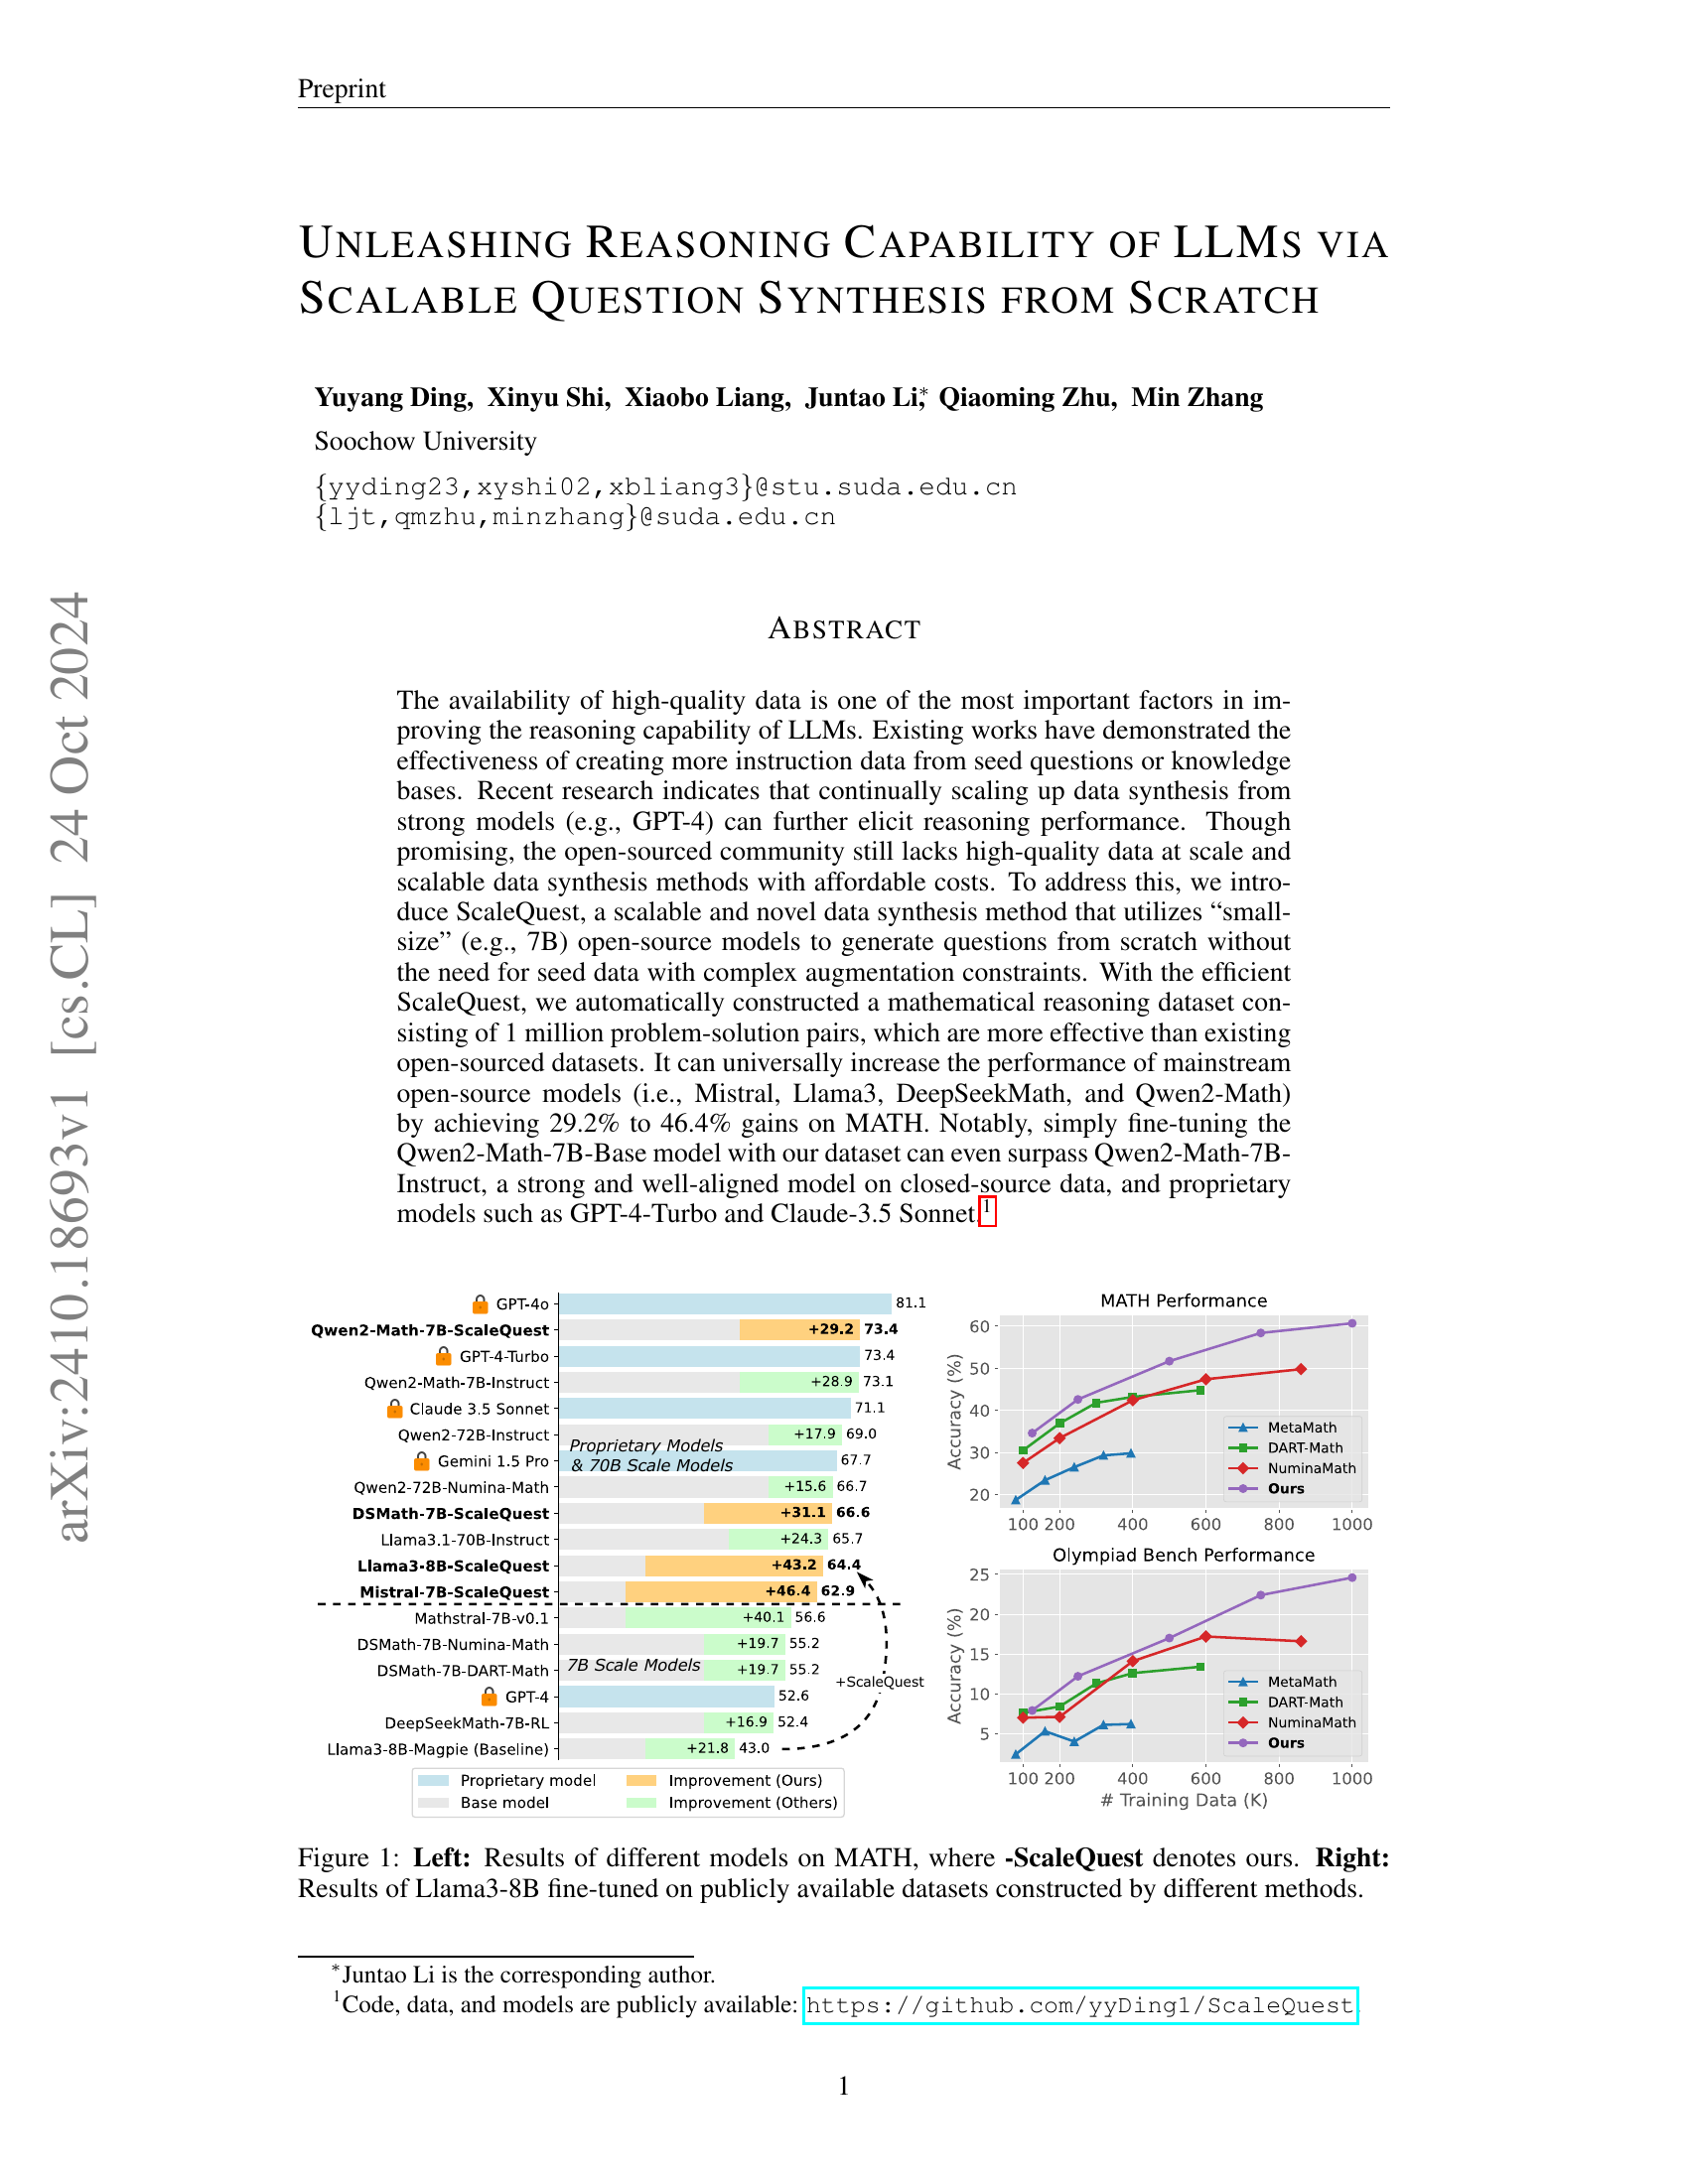 Preprint
UNLEASHING REASONING CAPABILITY OF LLMS VIA
SCALABLE QUESTION SYNTHESIS FROM SCRATCH
Yuyang Ding, Xinyu Shi, Xiaobo Liang, Juntao Li,* Qiaoming Zhu, Min Zhang
Soochow University
{yyding23,xyshi02,xbliang3}@stu.suda.edu.cn
{ljt,qmzhu,minzhang}@suda.edu.cn
arXiv:2410.18693v1 [cs.CL] 24 Oct 2024
ABSTRACT
The availability of high-quality data is one of the most important factors in im-
proving the reasoning capability of LLMs. Existing works have demonstrated the
effectiveness of creating more instruction data from seed questions or knowledge
bases. Recent research indicates that continually scaling up data synthesis from
strong models (e.g., GPT-4) can further elicit reasoning performance. Though
promising, the open-sourced community still lacks high-quality data at scale and
scalable data synthesis methods with affordable costs. To address this, we intro-
duce ScaleQuest, a scalable and novel data synthesis method that utilizes “small-
size” (e.g., 7B) open-source models to generate questions from scratch without
the need for seed data with complex augmentation constraints. With the efficient
ScaleQuest, we automatically constructed a mathematical reasoning dataset con-
sisting of 1 million problem-solution pairs, which are more effective than existing
open-sourced datasets. It can universally increase the performance of mainstream
open-source models (i.e., Mistral, Llama3, DeepSeekMath, and Qwen2-Math)
by achieving 29.2% to 46.4% gains on MATH. Notably, simply fine-tuning the
Qwen2-Math-7B-Base model with our dataset can even surpass Qwen2-Math-7B-
Instruct, a strong and well-aligned model on closed-source data, and proprietary
models such as GPT-4-Turbo and Claude-3.5 Sonnet.1
GPT-4o 81.1
Qwen2-Math-7B-ScaleQuest +29.2 73.4
GPT-4-Turbo 73.4
Qwen2-Math-7B-Instruct +28.9 73.1
Claude 3.5 Sonnet 71.1
Qwen2-72B-Instruct +17.9 69.0
Proprietary Models
& 70B Scale Models
Gemini 1.5 Pro 67.7
Qwen2-72B-Numina-Math +15.6 66.7
DSMath-7B-ScaleQuest +31.1 66.6
Llama3.1-70B-Instruct +24.3 65.7
Llama3-8B-ScaleQuest +43.2 64.4
Mistral-7B-ScaleQuest +46.4 62.9
Mathstral-7B-v0.1 +40.1 56.6
DSMath-7B-Numina-Math +19.7 55.2
DSMath-7B-DART-Math 7B Scale Models +19.7 55.2
+ScaleQuest
GPT-4 52.6
DeepSeekMath-7B-RL +16.9 52.4
Llama3-8B-Magpie (Baseline) +21.8 43.0
Proprietary model Improvement (Ours)
Base model Improvement (Others)
MATH Performance
Accuracy (%)
60
50
40
30
20
MetaMath
DART-Math
NuminaMath
Ours
100 200 400 600 800 1000
Olympiad Bench Performance
Accuracy (%)
25
20
15
10
5
MetaMath
DART-Math
NuminaMath
Ours
100 200 400 600 800 1000
# Training Data (K)
Figure 1: Left: Results of different models on MATH, where -ScaleQuest denotes ours. Right:
Results of Llama3-8B fine-tuned on publicly available datasets constructed by different methods.
*Juntao Li is the corresponding author.
1Code, data, and models are publicly available: https://github.com/yyDing1/ScaleQuest.
1